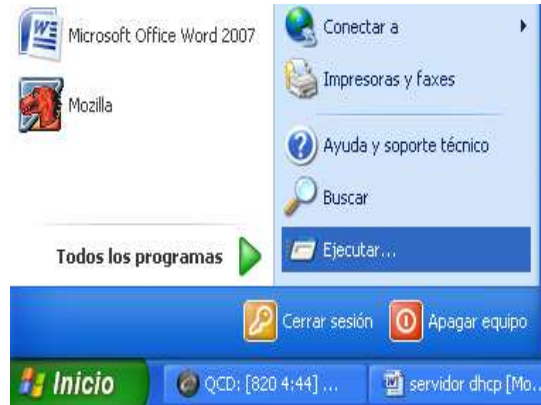 Microsoft Office Word 2007
Mozilla
Todos los programas
Conectar a
Impresoras y faxes
Ayuda y soporte técnico
Buscar
Ejecutar...
Cerrar sesión
Apagar equipo
Inicio
QCD: [820 4:44] ...
servidor dhcp [Mo...